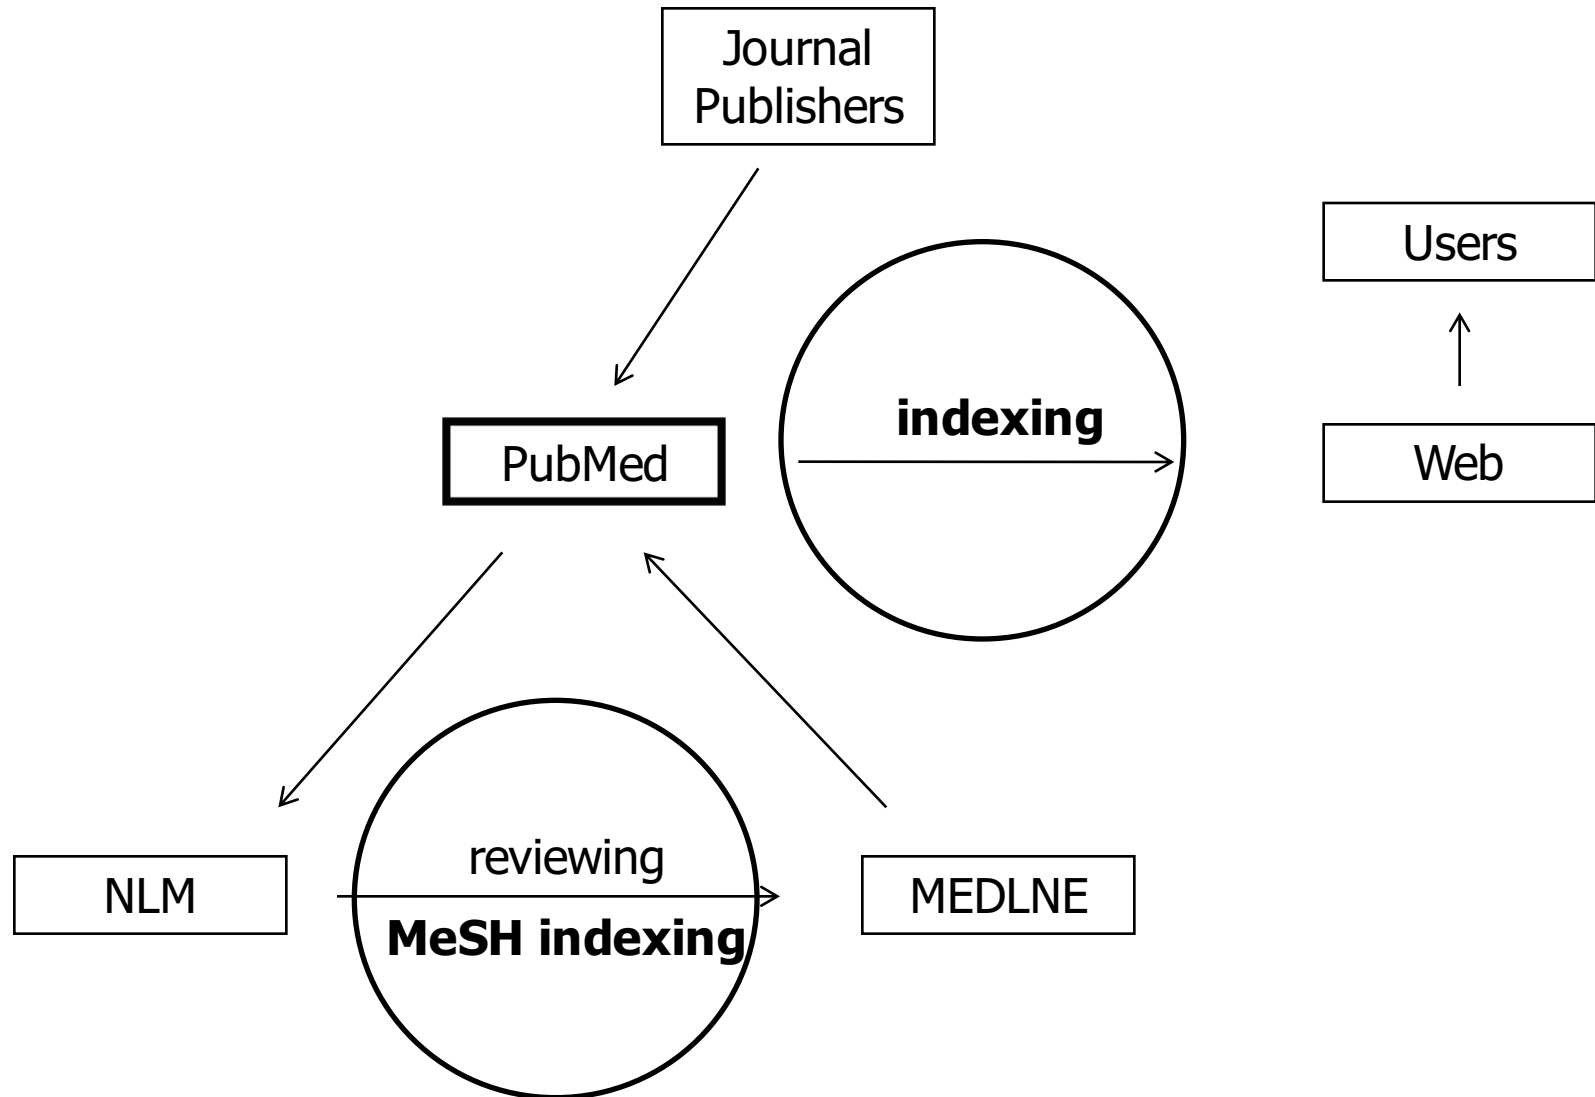 Journal
Publishers
Users
indexing
PubMed
Web
reviewing
NLM
MEDLNE
MeSH indexing